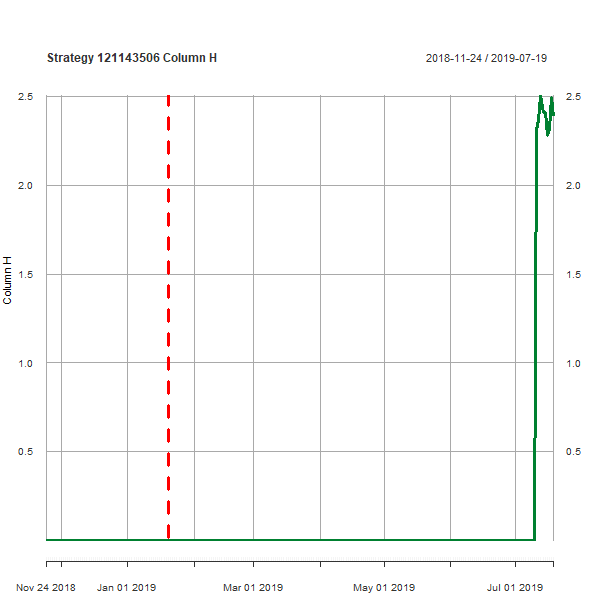 Strategy 121143506 Column H
2018-11-24 / 2019-07-19
2.5
2.5
2.0
2.0
1.5
1.5
Column H
1.0
1.0
0.5
0.5
Nov 24 2018
Jan 01 2019
Mar 01 2019
May 01 2019
Jul 01 2019